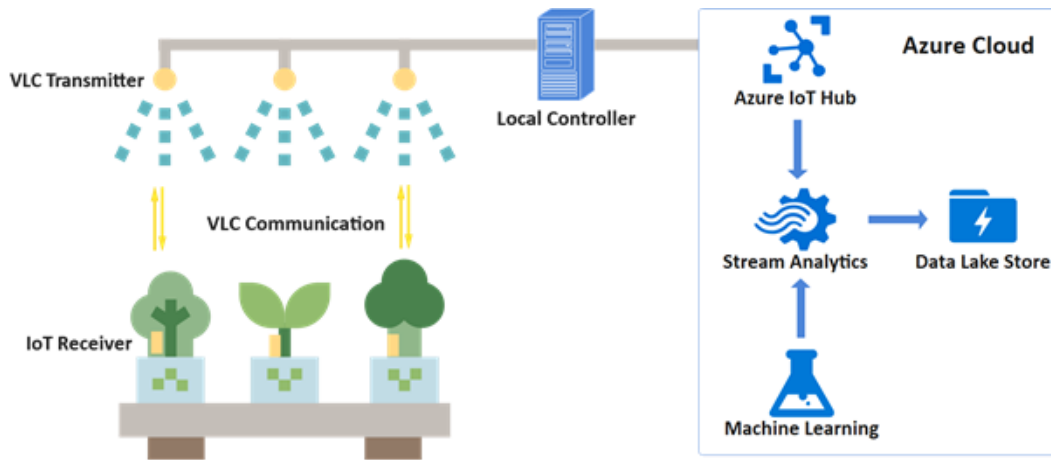 VLC Transmitter
Local Controller
Azure Cloud
Azure IoT Hub
VLC Communication
Stream Analytics
Data Lake Store
IoT Receiver
Machine Learning